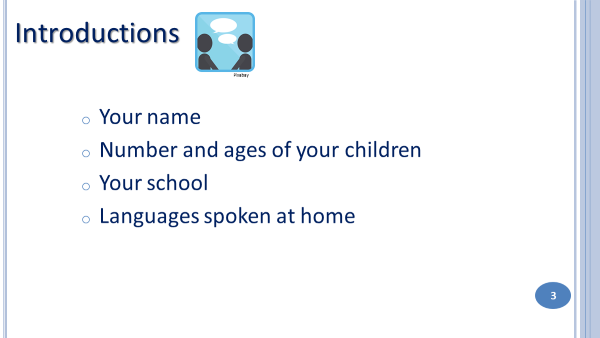 Introductions
Pixabay
Your name
Number and ages of your children
Your school
Languages spoken at home
3